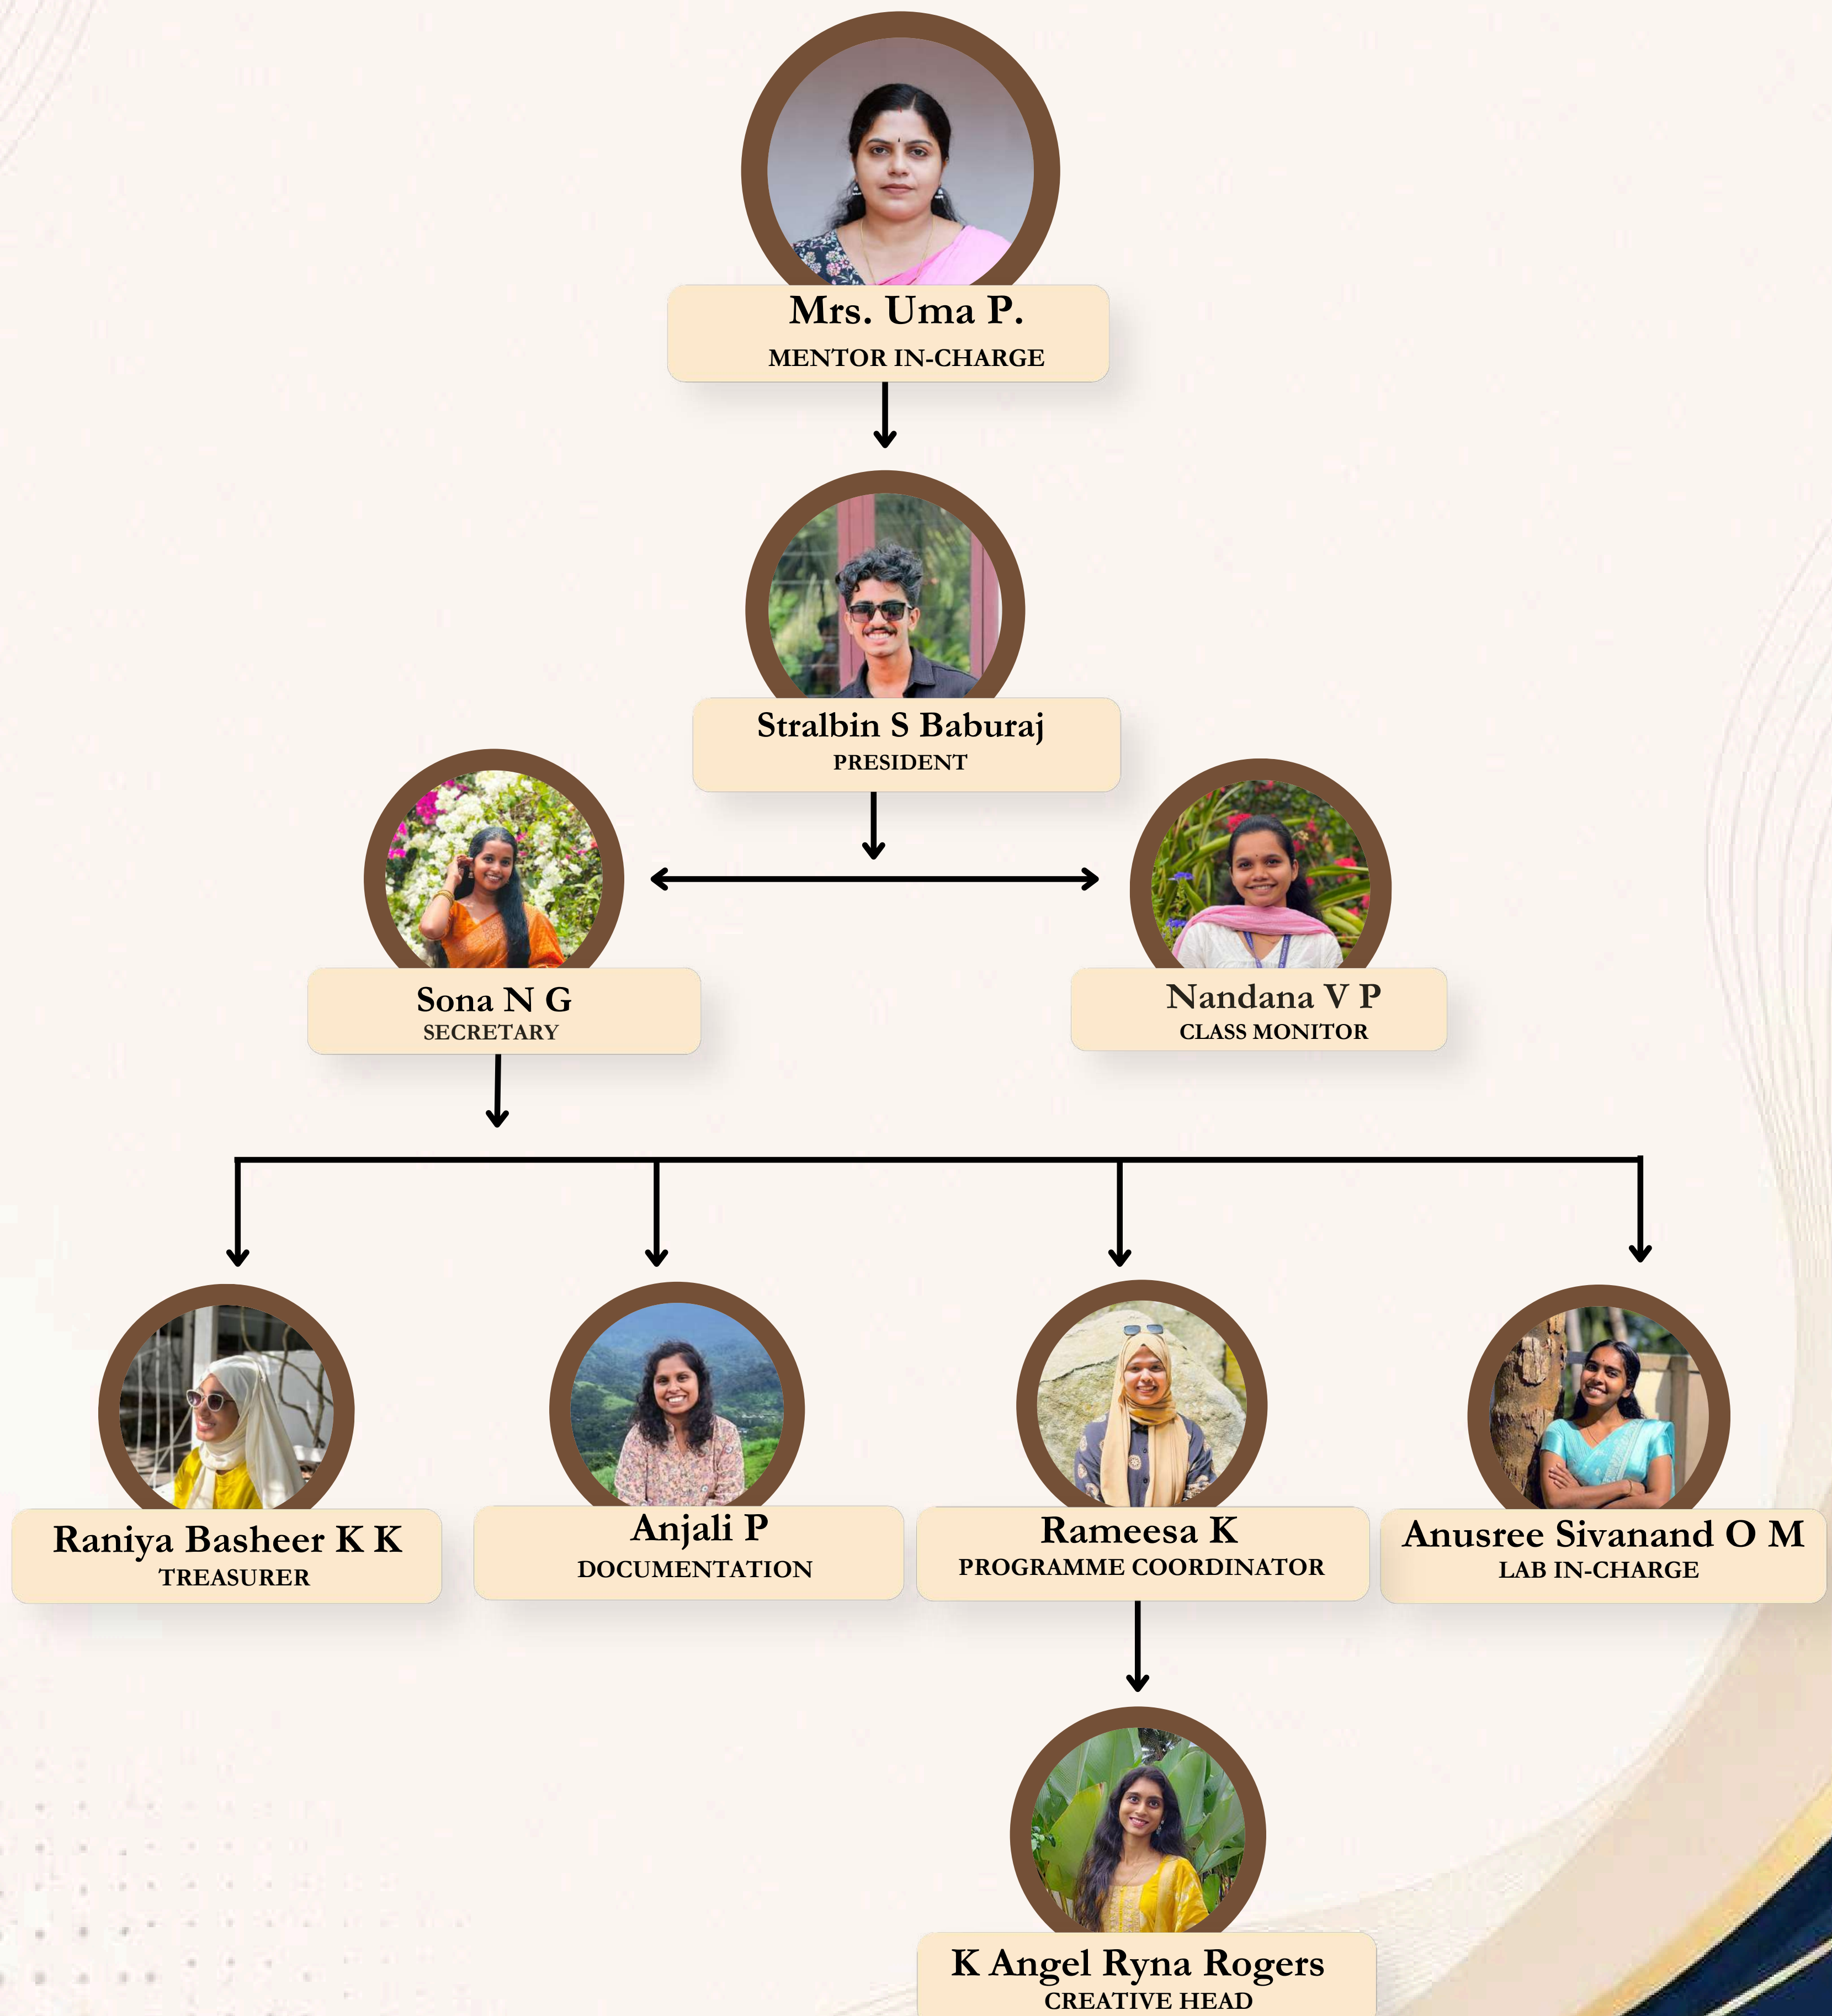 Mrs. Uma P.
MENTOR IN-CHARGE
Stralbin S Baburaj
PRESIDENT
Sona N G
SECRETARY
Nandana V P
CLASS MONITOR
Raniya Basheer K K
TREASURER
Anjali P
DOCUMENTATION
Rameesa K
PROGRAMME COORDINATOR
Anusree Sivanand O M
LAB IN-CHARGE
K Angel Ryna Rogers
CREATIVE HEAD